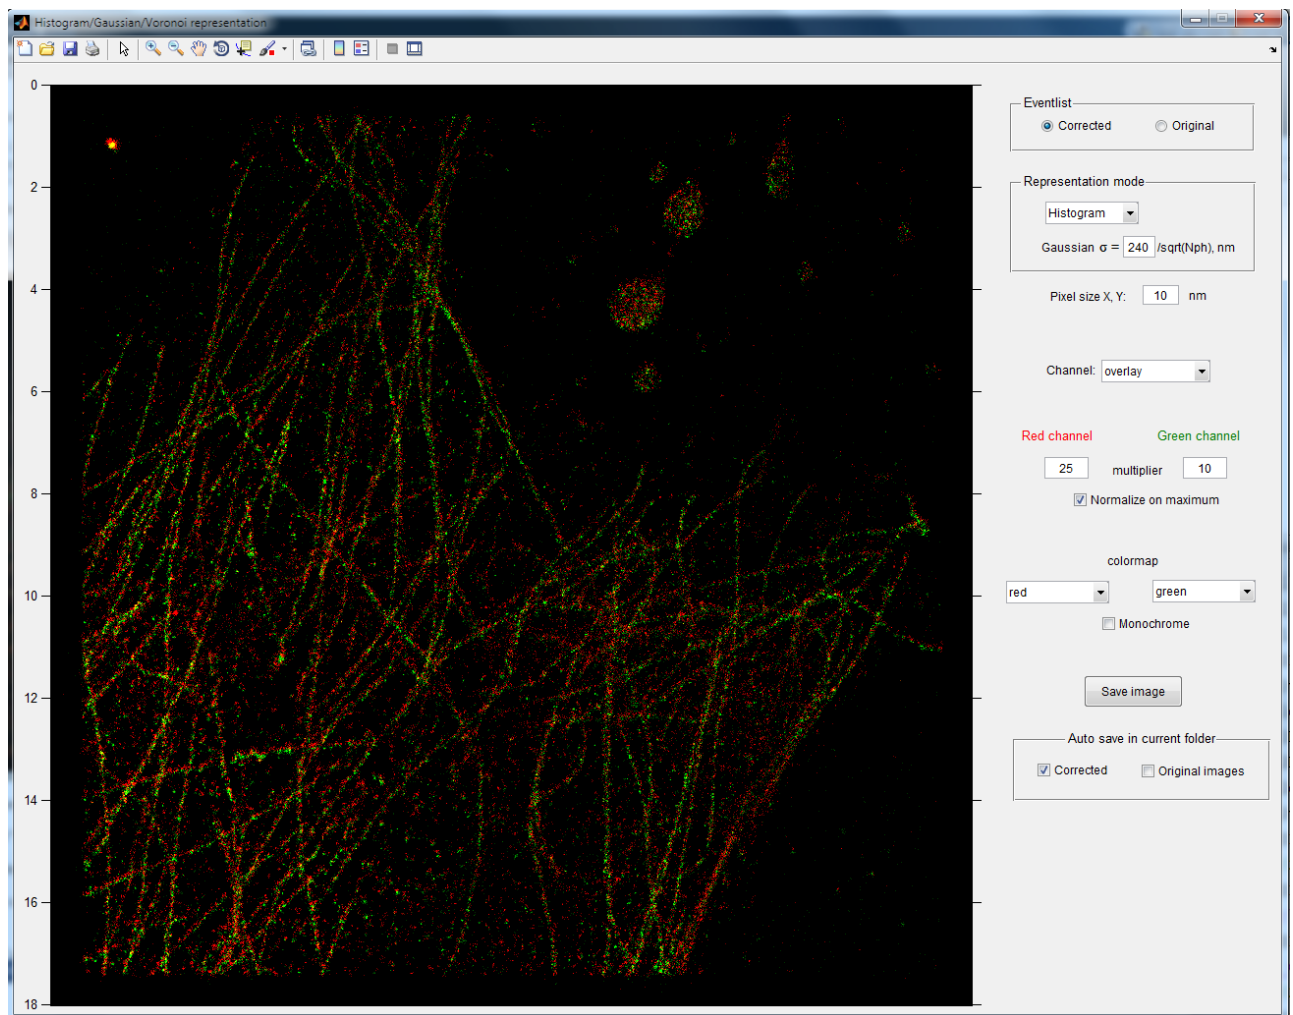 Histogram/Gaussian/Voronoi representation
0
2
4
6
8
10
12
14
16
18
Eventlist
Corrected Original
Representation mode
Histogram
Gaussian σ = 240 /sqrt(Nph), nm
Pixel size X, Y: 10 nm
Channel: overlay
Red channel Green channel
25 multiplier 10
Normalize on maximum
colormap
red green
Monochrome
Save image
Auto save in current folder
Corrected Original images